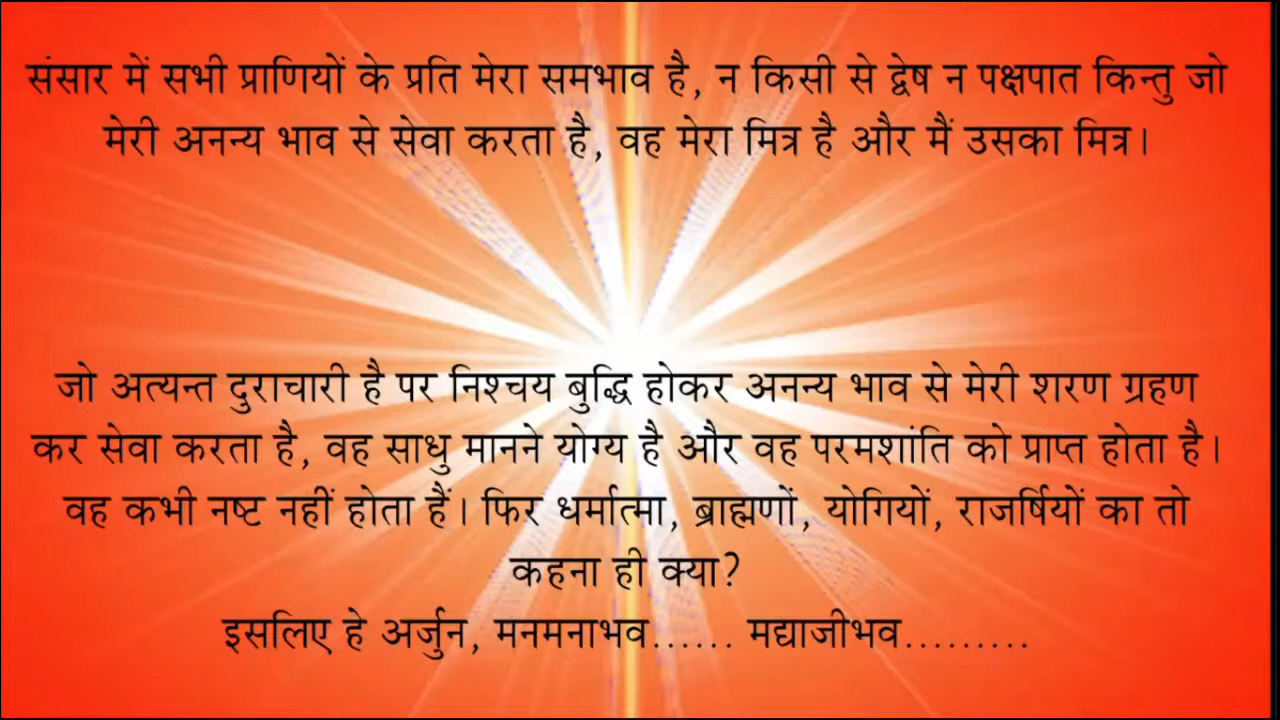 संसार में सभी प्राणियों के प्रति मेरा समभाव है, न किसी से द्वेष न पक्षपात किन्तु जो
मेरी अनन्य भाव से सेवा करता है, वह मेरा मित्र है और मैं उसका मित्र।
जो अत्यन्त दुराचारी है पर निश्चय बुद्धि होकर अनन्य भाव से मेरी शरण ग्रहण
कर सेवा करता है, वह साधु मानने योग्य है और वह परमशांति को प्राप्त होता है।
वह कभी नष्ट नहीं होता हैं। फिर धर्मात्मा, ब्राह्मणों, योगियों, राजर्षियों का तो
कहना ही क्या?
इसलिए हे अर्जुन, मनमनाभव...... मद्याजीभव.........